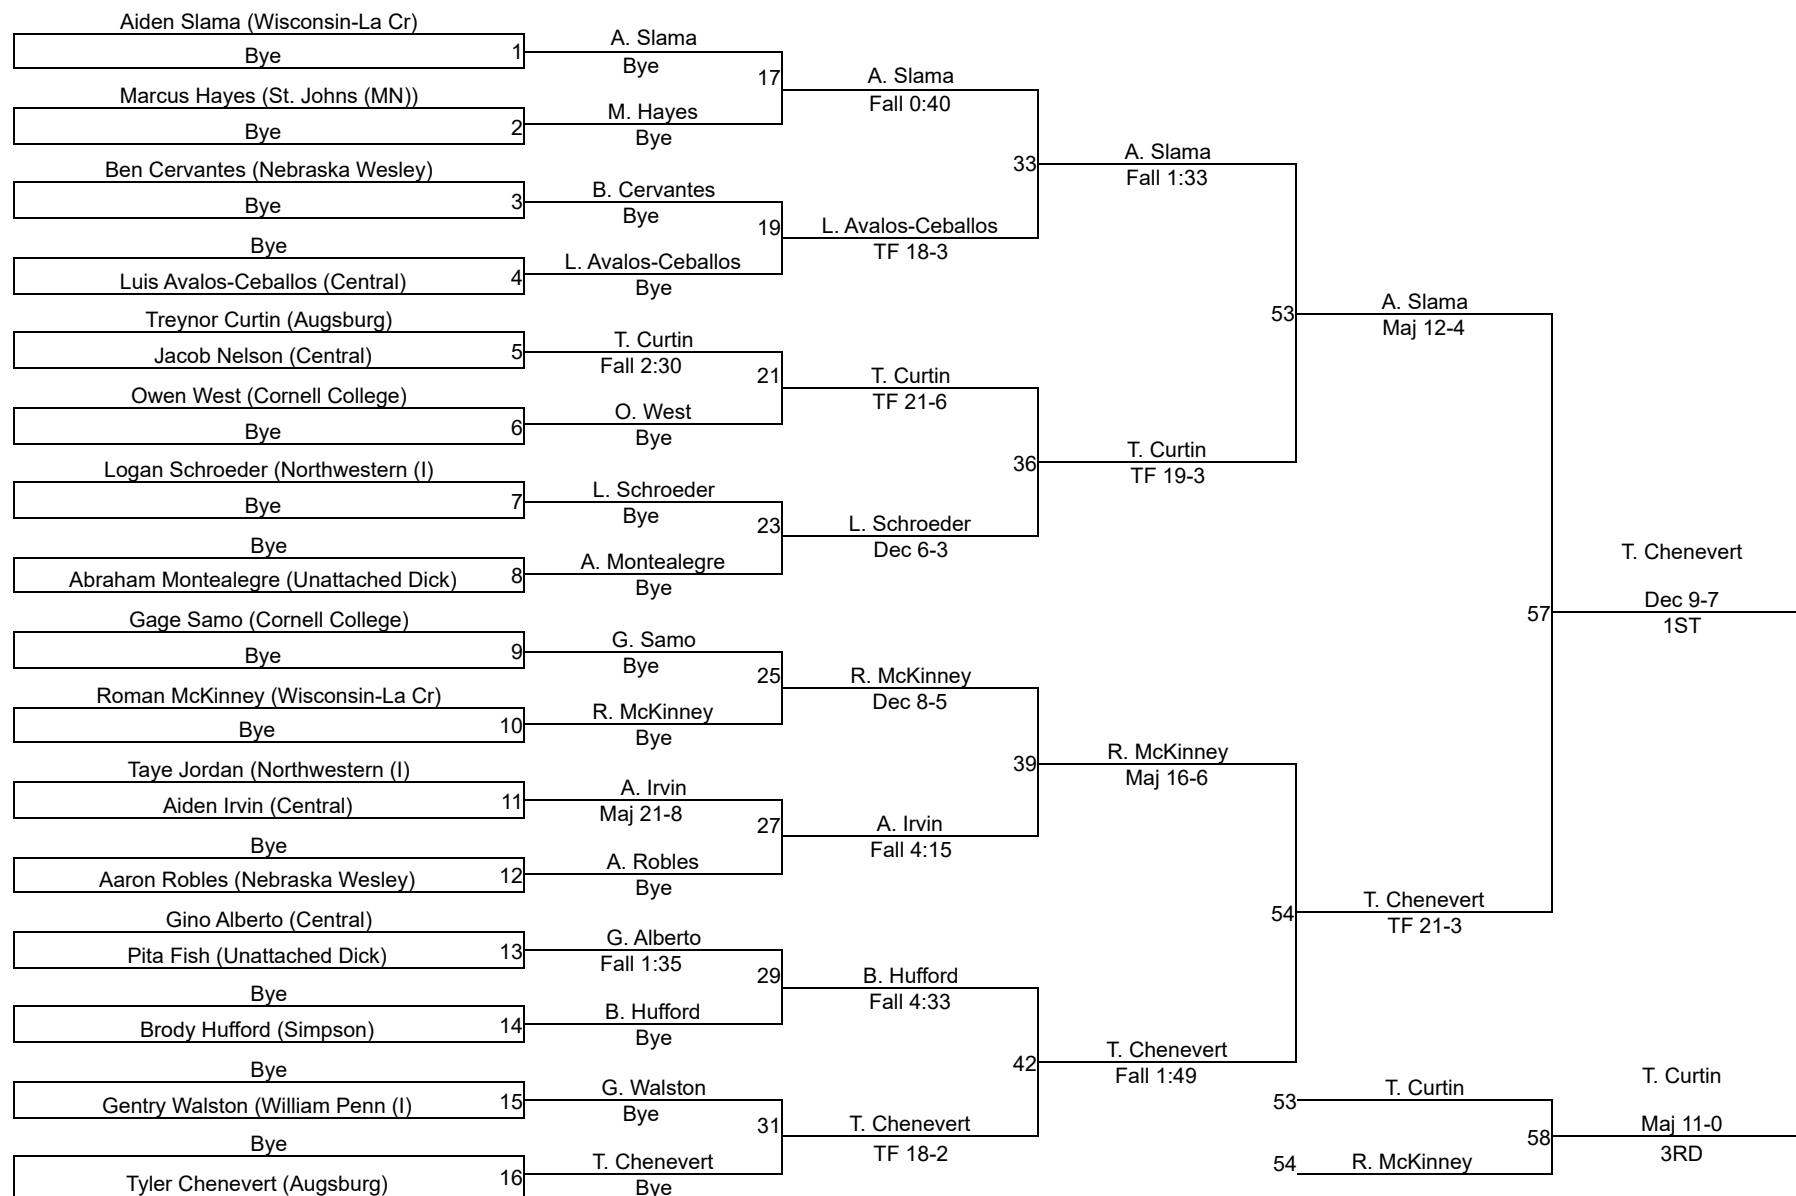 Aiden Slama (Wisconsin-La Cr)
Bye
1
Marcus Hayes (St. Johns (MN))
Bye
2
Ben Cervantes (Nebraska Wesley)
Bye
3
Bye
Luis Avalos-Ceballos (Central)
4
Treynor Curtin (Augsburg)
Jacob Nelson (Central)
5
Owen West (Cornell College)
Bye
6
Logan Schroeder (Northwestern (I)
Bye
7
Bye
Abraham Montealegre (Unattached Dick)
8
Gage Samo (Cornell College)
Bye
9
Roman McKinney (Wisconsin-La Cr)
Bye
10
Taye Jordan (Northwestern (I)
Aiden Irvin (Central)
11
Bye
Aaron Robles (Nebraska Wesley)
12
Gino Alberto (Central)
Pita Fish (Unattached Dick)
13
Bye
Brody Hufford (Simpson)
14
Bye
Gentry Walston (William Penn (I)
15
Bye
Tyler Chenevert (Augsburg)
16
A. Slama
Bye
17
M. Hayes
Bye
B. Cervantes
Bye
19
L. Avalos-Ceballos
Bye
T. Curtin
Fall 2:30
21
O. West
Bye
L. Schroeder
Bye
23
A. Montealegre
Bye
G. Samo
Bye
25
R. McKinney
Bye
A. Irvin
Maj 21-8
27
A. Robles
Bye
G. Alberto
Fall 1:35
29
B. Hufford
Bye
G. Walston
Bye
31
T. Chenevert
Bye
A. Slama
Fall 0:40
33
L. Avalos-Ceballos
TF 18-3
T. Curtin
TF 21-6
36
L. Schroeder
Dec 6-3
R. McKinney
Dec 8-5
39
A. Irvin
Fall 4:15
B. Hufford
Fall 4:33
42
T. Chenevert
TF 18-2
A. Slama
Fall 1:33
53
T. Curtin
TF 19-3
R. McKinney
Maj 16-6
54
T. Chenevert
Fall 1:49
A. Slama
Maj 12-4
57
T. Chenevert
TF 21-3
T. Chenevert
Dec 9-7
1ST
53
T. Curtin
58
54
R. McKinney
T. Curtin
Maj 11-0
3RD